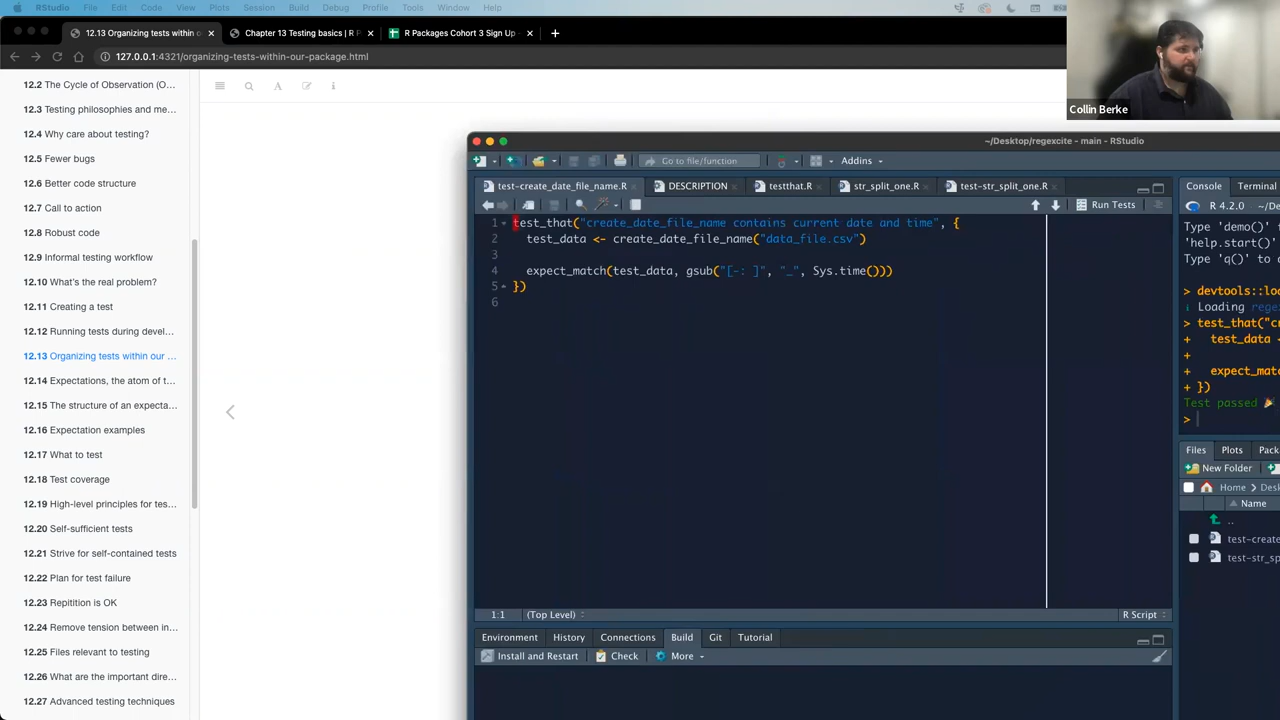 RStudio File Edit Code View Plots Session Build Debug Profile Tools Window Help
12.13 Organizing tests within o
Chapter 13 Testing basics | R P
R Packages Cohort 3 Sign Up -
127.0.0.1:4321/organizing-tests-within-our-package.html
Collin Berke
12.2 The Cycle of Observation (O...
12.3 Testing philosophies and me...
12.4 Why care about testing?
12.5 Fewer bugs
12.6 Better code structure
12.7 Call to action
12.8 Robust code
12.9 Informal testing workflow
12.10 What's the real problem?
12.11 Creating a test
12.12 Running tests during devel...
12.13 Organizing tests within our ...
12.14 Expectations, the atom of t...
12.15 The structure of an expecta...
12.16 Expectation examples
12.17 What to test
12.18 Test coverage
12.19 High-level principles for tes...
12.20 Self-sufficient tests
12.21 Strive for self-contained tests
12.22 Plan for test failure
12.23 Repitition is OK
12.24 Remove tension between in...
12.25 Files relevant to testing
12.26 What are the important dire...
12.27 Advanced testing techniques
~/Desktop/regexcite - main - RStudio
Go to file/function Addins
test-create_date_file_name.R DESCRIPTION testthat.R str_split_one.R test-str_split_one.R
Run Tests
1 test_that("create_date_file_name contains current date and time", {
2 test_data <- create_date_file_name("data_file.csv")
3
4 expect_match(test_data, gsub("[-: ]", "_", Sys.time()))
5 })
6
1:1 (Top Level) R Script
Environment History Connections Build Git Tutorial
Install and Restart Check More
Console Terminal
R 4.2.0 ~/Des
Type 'demo()'
'help.start()'
Type 'q()' to
> devtools::loa
Loading rege
> test_that("cr
+ test_data <
+
+ expect_mat
+ })
Test passed
>
Files Plots Pack
New Folder
Home Desk
Name
..
test-create
test-str_sp